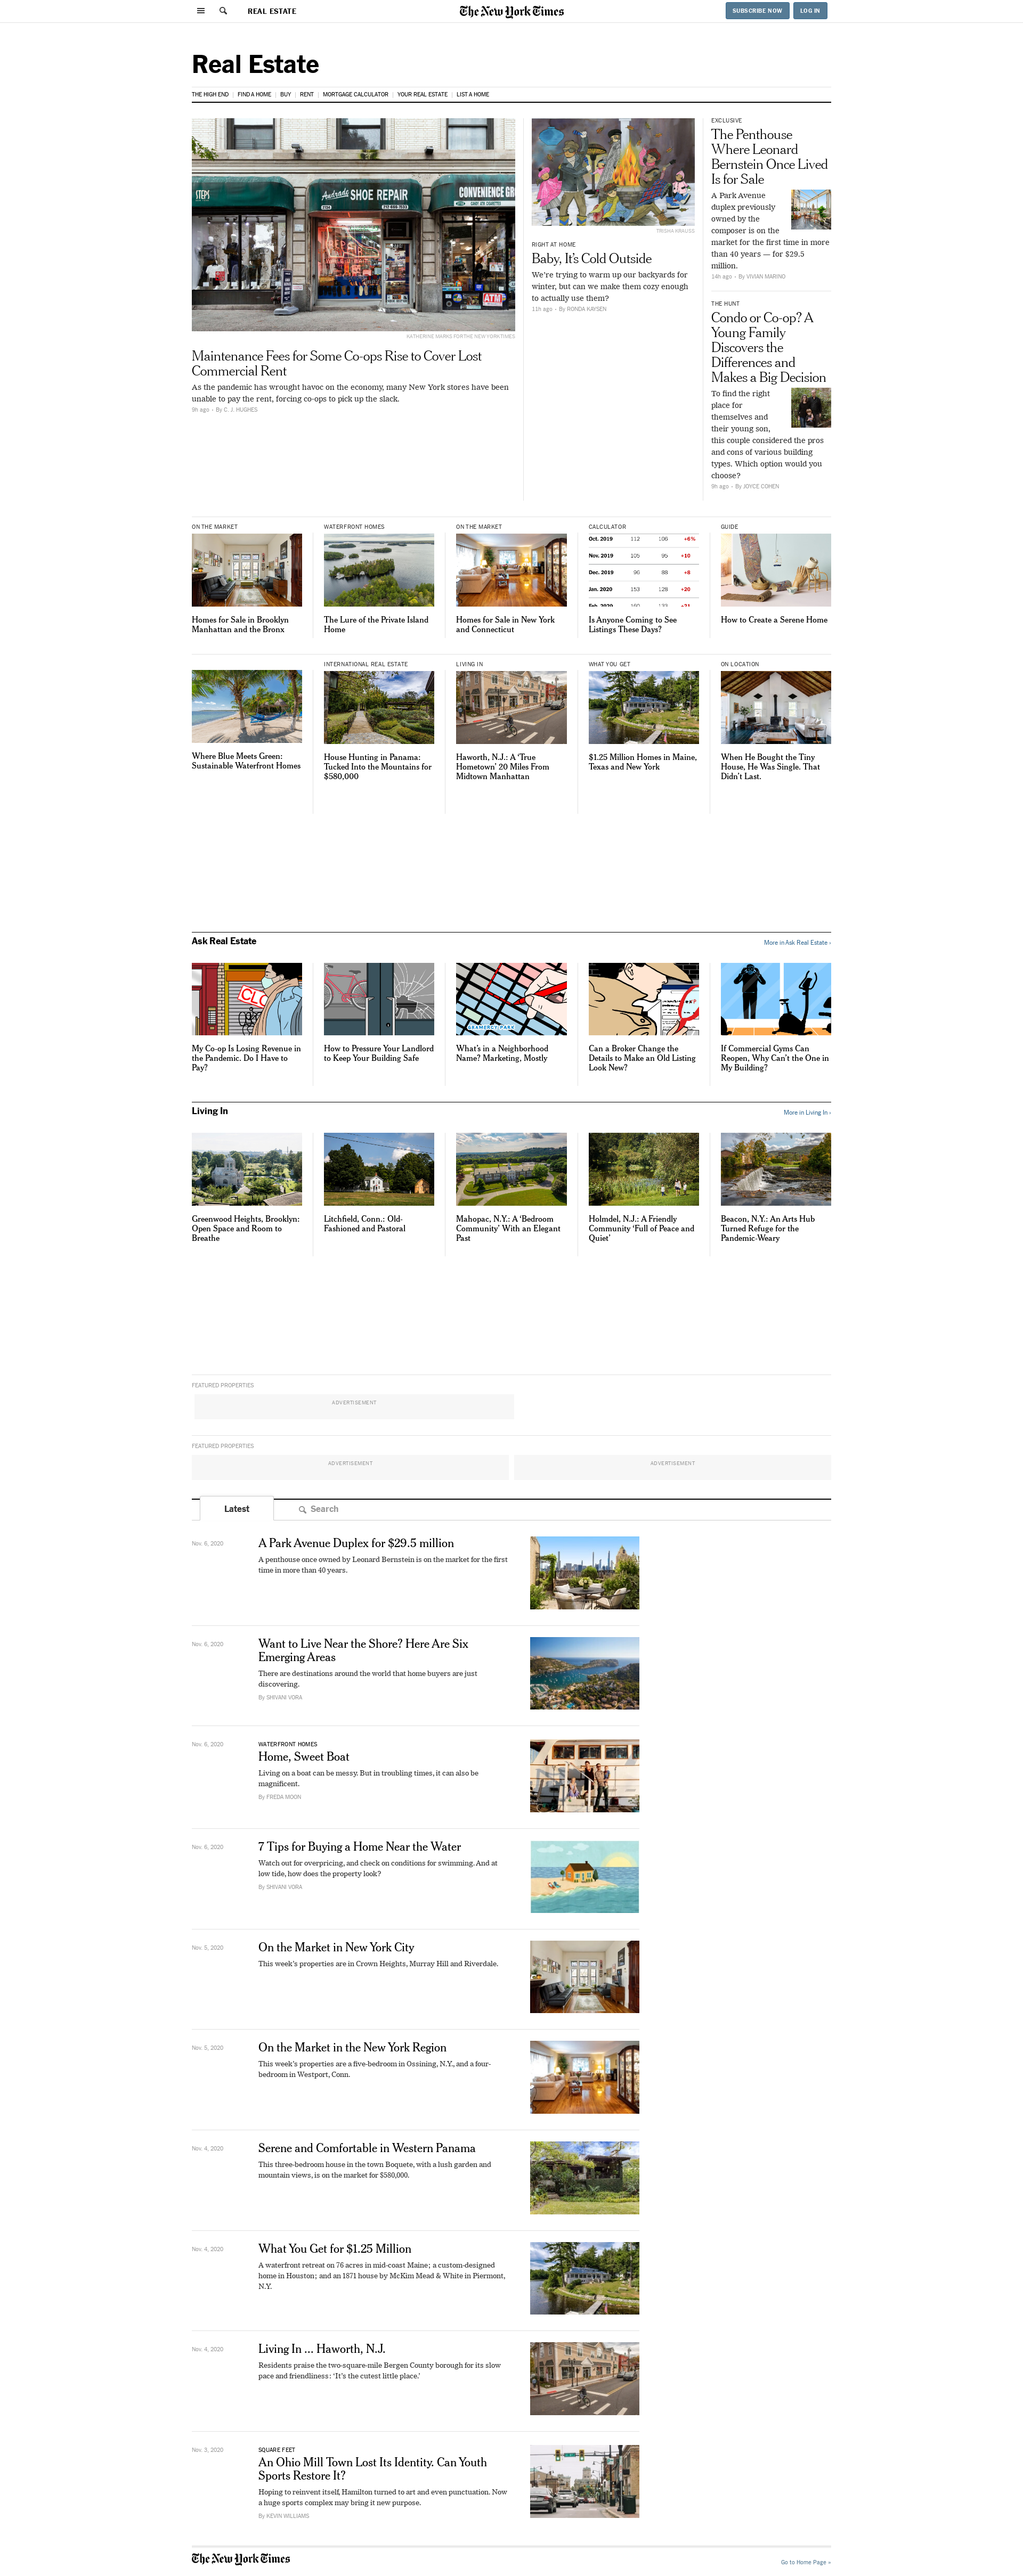 REAL ESTATE
The New York Times
SUBSCRIBE NOW
LOG IN
Real Estate
THE HIGH END
FIND A HOME
BUY
RENT
MORTGAGE CALCULATOR
YOUR REAL ESTATE
LIST A HOME
STEPS
Andrade SHOE REPAIR
CONVENIENCE GR
REPAIR
ATM
KATHERINE MARKS FOR THE NEW YORK TIMES
Maintenance Fees for Some Co-ops Rise to Cover Lost
Commercial Rent
As the pandemic has wrought havoc on the economy, many New York stores have been
unable to pay the rent, forcing co-ops to pick up the slack.
9h ago · By C. J. HUGHES
TRISHA KRAUSS
RIGHT AT HOME
Baby, It's Cold Outside
We're trying to warm up our backyards for
winter, but can we make them cozy enough
to actually use them?
11h ago · By RONDA KAYSEN
EXCLUSIVE
The Penthouse
Where Leonard
Bernstein Once Lived
Is for Sale
A Park Avenue
duplex previously
owned by the
composer is on the
market for the first time in more
than 40 years — for $29.5
million.
14h ago · By VIVIAN MARINO
THE HUNT
Condo or Co-op? A
Young Family
Discovers the
Differences and
Makes a Big Decision
To find the right
place for
themselves and
their young son,
this couple considered the pros
and cons of various building
types. Which option would you
choose?
9h ago · By JOYCE COHEN
ON THE MARKET
Homes for Sale in Brooklyn
Manhattan and the Bronx
WATERFRONT HOMES
The Lure of the Private Island
Home
ON THE MARKET
Homes for Sale in New York
and Connecticut
CALCULATOR
Oct. 2019 112 106 +6%
Nov. 2019 105 95 +10
Dec. 2019 96 88 +8
Jan. 2020 153 128 +20
Feb. 2020 160 133 +21
Is Anyone Coming to See
Listings These Days?
GUIDE
How to Create a Serene Home
Where Blue Meets Green:
Sustainable Waterfront Homes
INTERNATIONAL REAL ESTATE
House Hunting in Panama:
Tucked Into the Mountains for
$580,000
LIVING IN
Haworth, N.J.: A 'True
Hometown' 20 Miles From
Midtown Manhattan
WHAT YOU GET
$1.25 Million Homes in Maine,
Texas and New York
ON LOCATION
When He Bought the Tiny
House, He Was Single. That
Didn't Last.
Ask Real Estate
More in Ask Real Estate ›
CLO
My Co-op Is Losing Revenue in
the Pandemic. Do I Have to
Pay?
How to Pressure Your Landlord
to Keep Your Building Safe
GRAMERCY PARK
What's in a Neighborhood
Name? Marketing, Mostly
Can a Broker Change the
Details to Make an Old Listing
Look New?
If Commercial Gyms Can
Reopen, Why Can't the One in
My Building?
Living In
More in Living In ›
Greenwood Heights, Brooklyn:
Open Space and Room to
Breathe
Litchfield, Conn.: Old-
Fashioned and Pastoral
Mahopac, N.Y.: A 'Bedroom
Community' With an Elegant
Past
Holmdel, N.J.: A Friendly
Community 'Full of Peace and
Quiet'
Beacon, N.Y.: An Arts Hub
Turned Refuge for the
Pandemic-Weary
FEATURED PROPERTIES
ADVERTISEMENT
FEATURED PROPERTIES
ADVERTISEMENT
ADVERTISEMENT
Latest
Search
Nov. 6, 2020
A Park Avenue Duplex for $29.5 million
A penthouse once owned by Leonard Bernstein is on the market for the first
time in more than 40 years.
Nov. 6, 2020
Want to Live Near the Shore? Here Are Six
Emerging Areas
There are destinations around the world that home buyers are just
discovering.
By SHIVANI VORA
Nov. 6, 2020
WATERFRONT HOMES
Home, Sweet Boat
Living on a boat can be messy. But in troubling times, it can also be
magnificent.
By FREDA MOON
Nov. 6, 2020
7 Tips for Buying a Home Near the Water
Watch out for overpricing, and check on conditions for swimming. And at
low tide, how does the property look?
By SHIVANI VORA
Nov. 5, 2020
On the Market in New York City
This week's properties are in Crown Heights, Murray Hill and Riverdale.
Nov. 5, 2020
On the Market in the New York Region
This week's properties are a five-bedroom in Ossining, N.Y., and a four-
bedroom in Westport, Conn.
Nov. 4, 2020
Serene and Comfortable in Western Panama
This three-bedroom house in the town Boquete, with a lush garden and
mountain views, is on the market for $580,000.
Nov. 4, 2020
What You Get for $1.25 Million
A waterfront retreat on 76 acres in mid-coast Maine; a custom-designed
home in Houston; and an 1871 house by McKim Mead & White in Piermont,
N.Y.
Nov. 4, 2020
Living In ... Haworth, N.J.
Residents praise the two-square-mile Bergen County borough for its slow
pace and friendliness: 'It's the cutest little place.'
Nov. 3, 2020
SQUARE FEET
An Ohio Mill Town Lost Its Identity. Can Youth
Sports Restore It?
Hoping to reinvent itself, Hamilton turned to art and even punctuation. Now
a huge sports complex may bring it new purpose.
By KEVIN WILLIAMS
The New York Times
Go to Home Page »